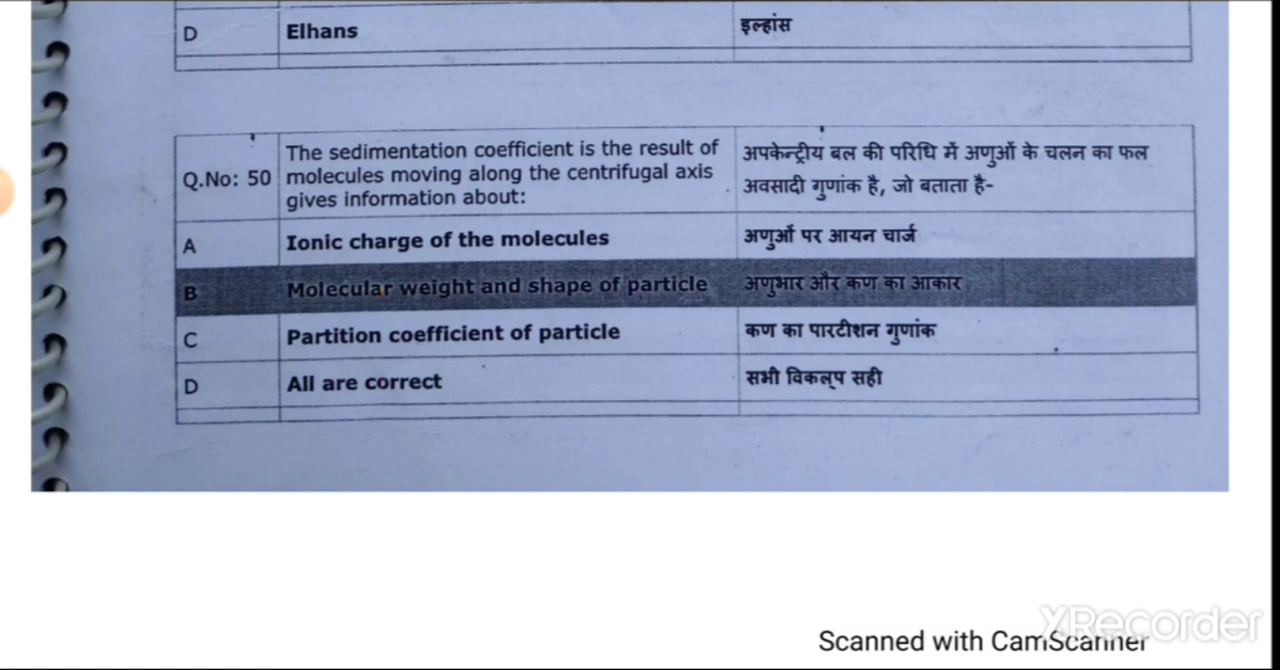 D Elhans इल्हांस
Q.No: 50 The sedimentation coefficient is the result of molecules moving along the centrifugal axis gives information about: अपकेन्द्रीय बल की परिधि में अणुओं के चलन का फल अवसादी गुणांक है, जो बताता है-
A Ionic charge of the molecules अणुओं पर आयन चार्ज
B Molecular weight and shape of particle अणुभार और कण का आकार
C Partition coefficient of particle कण का पारटीशन गुणांक
D All are correct सभी विकल्प सही
Scanned with CamScanner
XRecorder